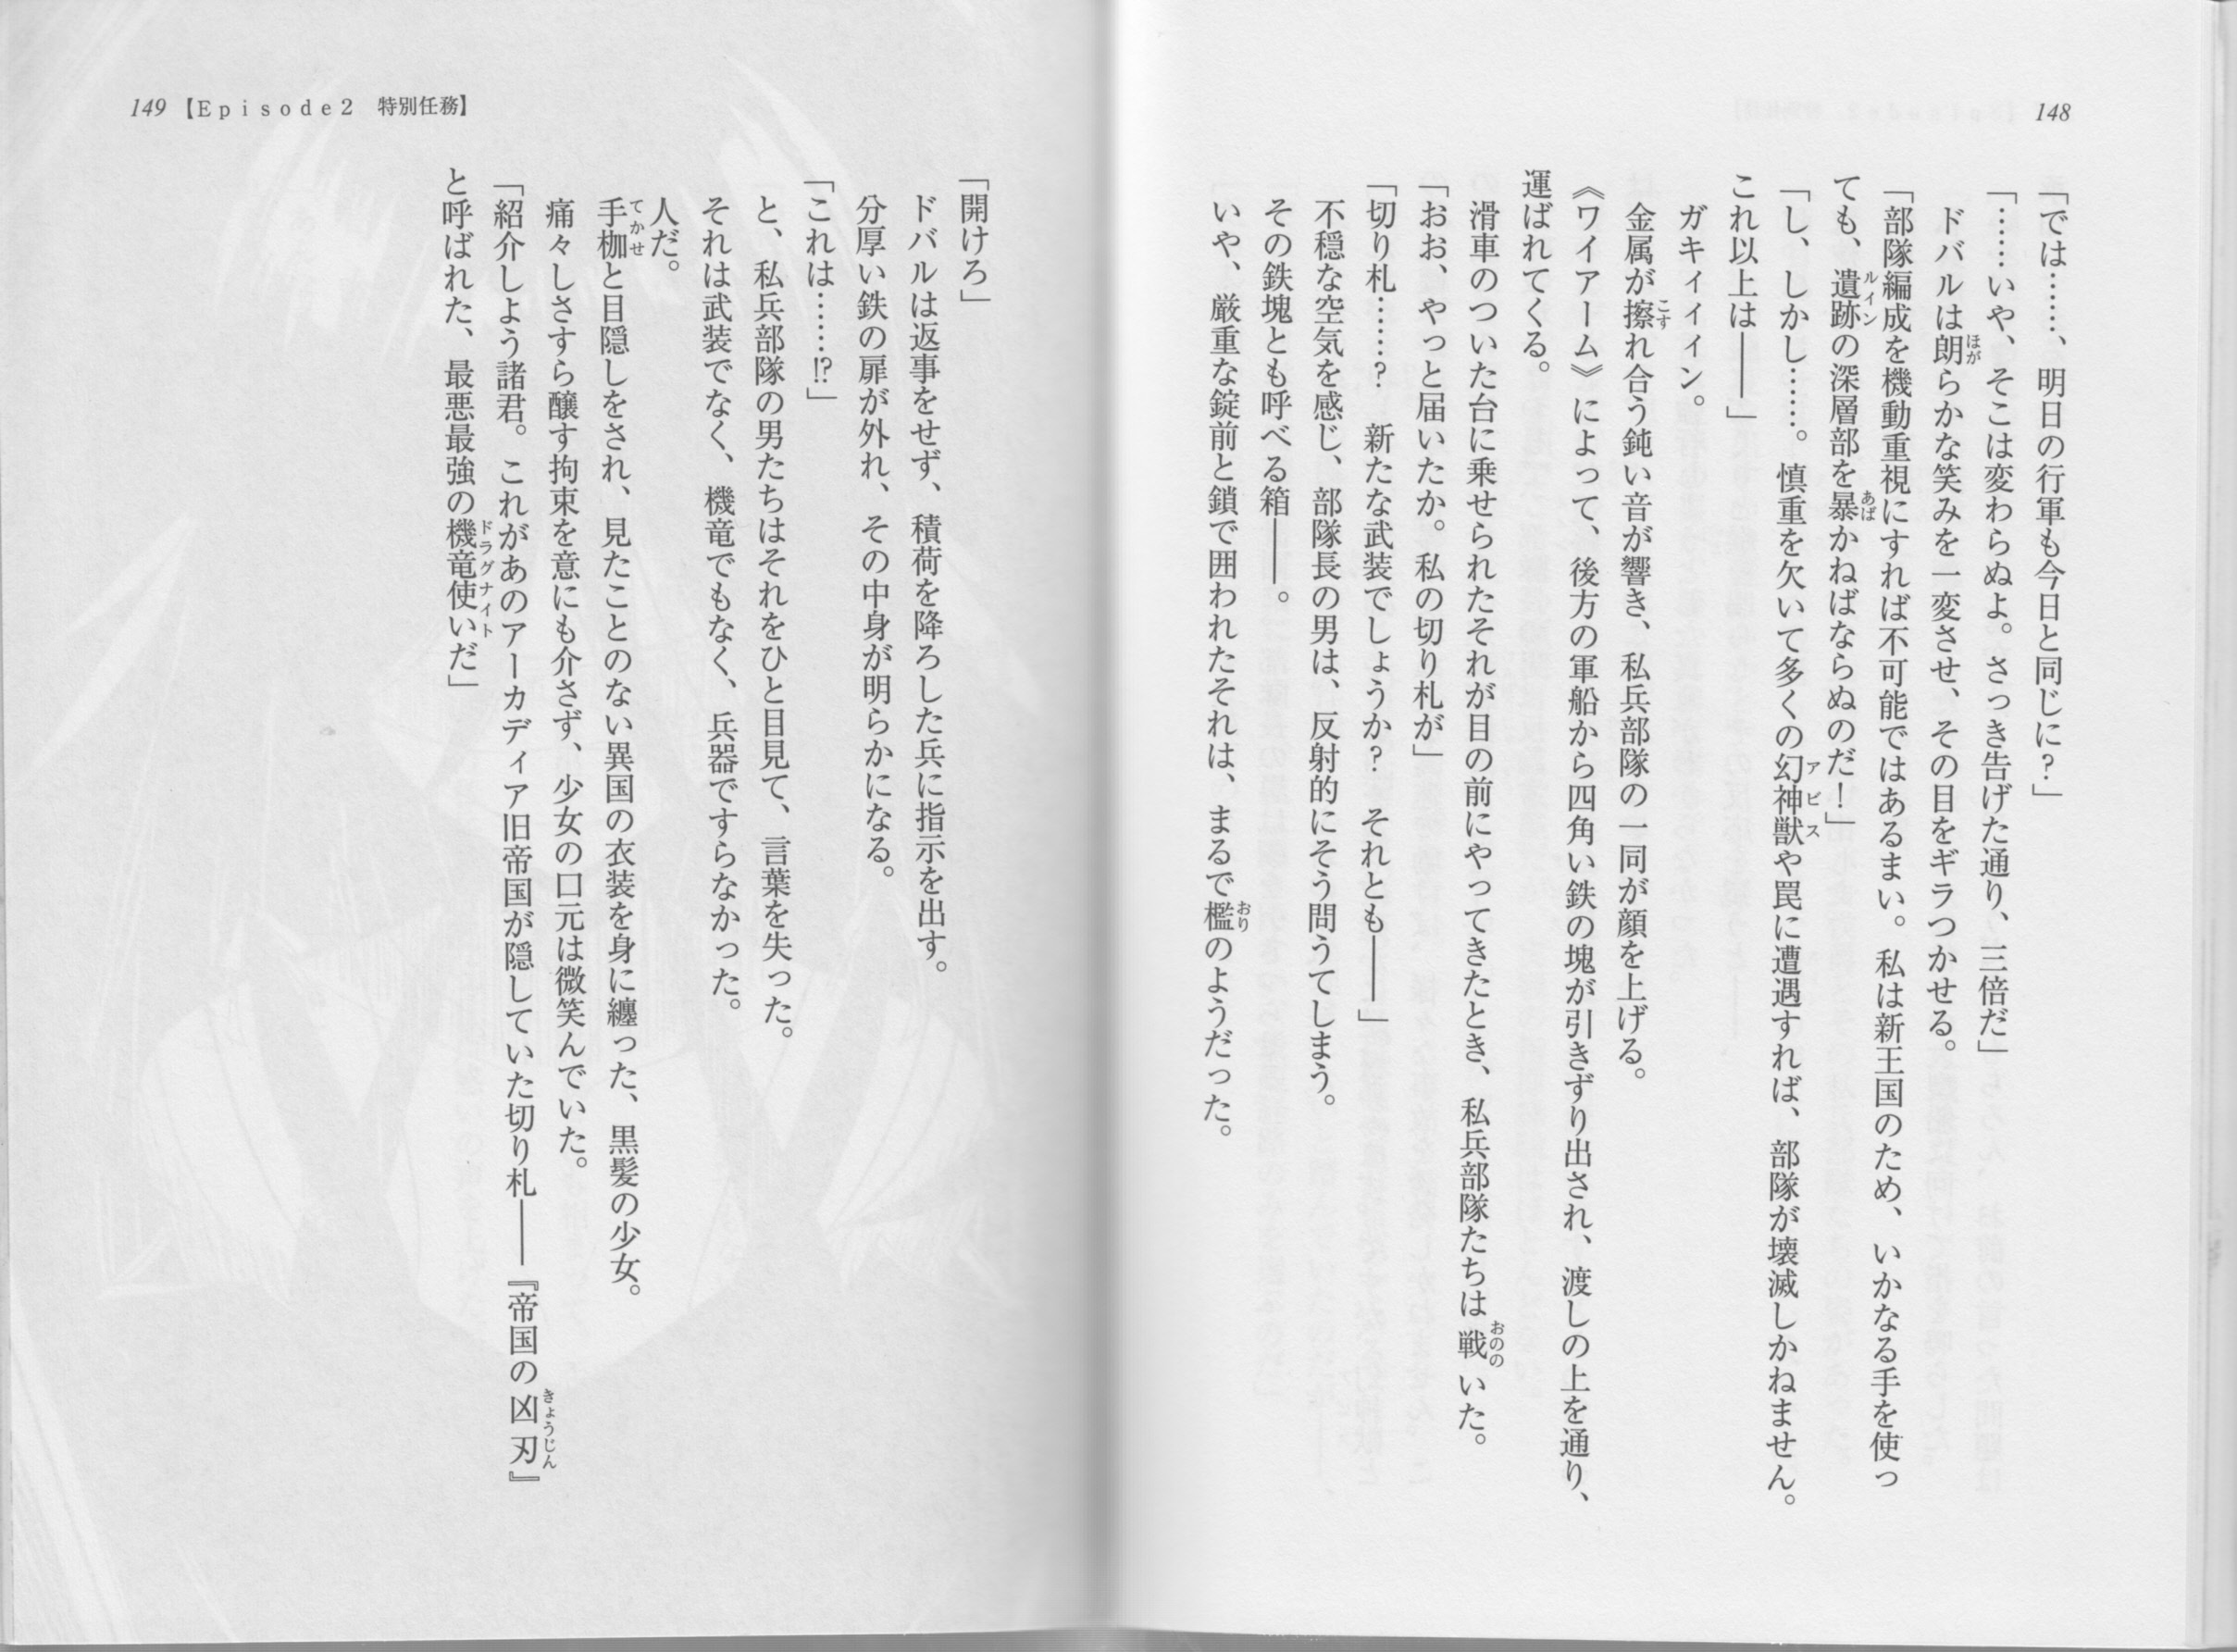 148
「では……、明日の行軍も今日と同じに？」
「……いや、そこは変わらぬよ。さっき告げた通り、三倍だ」
ドバルは朗らかな笑みを一変させ、その目をギラつかせる。
「部隊編成を機動重視にすれば不可能ではあるまい。私は新王国のため、いかなる手を使っ
ても、遺跡の深層部を暴かねばならぬのだ！」
「し、しかし……。慎重を欠いて多くの幻神獣や罠に遭遇すれば、部隊が壊滅しかねません。
これ以上は――」
ガキィィィン。
金属が擦れ合う鈍い音が響き、私兵部隊の一同が顔を上げる。
《ワイアーム》によって、後方の軍船から四角い鉄の塊が引きずり出され、渡しの上を通り、
運ばれてくる。
滑車のついた台に乗せられたそれが目の前にやってきたとき、私兵部隊たちは戦いた。
「おお、やっと届いたか。私の切り札が」
「切り札……？　新たな武装でしょうか？　それとも――」
不穏な空気を感じ、部隊長の男は、反射的にそう問うてしまう。
その鉄塊とも呼べる箱――。
いや、厳重な錠前と鎖で囲われたそれは、まるで檻のようだった。
149【Episode2　特別任務】
「開けろ」
ドバルは返事をせず、積荷を降ろした兵に指示を出す。
分厚い鉄の扉が外れ、その中身が明らかになる。
「これは……⁉」
と、私兵部隊の男たちはそれをひと目見て、言葉を失った。
それは武装でなく、機竜でもなく、兵器ですらなかった。
人だ。
手枷と目隠しをされ、見たことのない異国の衣装を身に纏った、黒髪の少女。
痛々しさすら醸す拘束を意にも介さず、少女の口元は微笑んでいた。
「紹介しよう諸君。これがあのアーカディア旧帝国が隠していた切り札――『帝国の凶刃』
と呼ばれた、最悪最強の機竜使いだ」